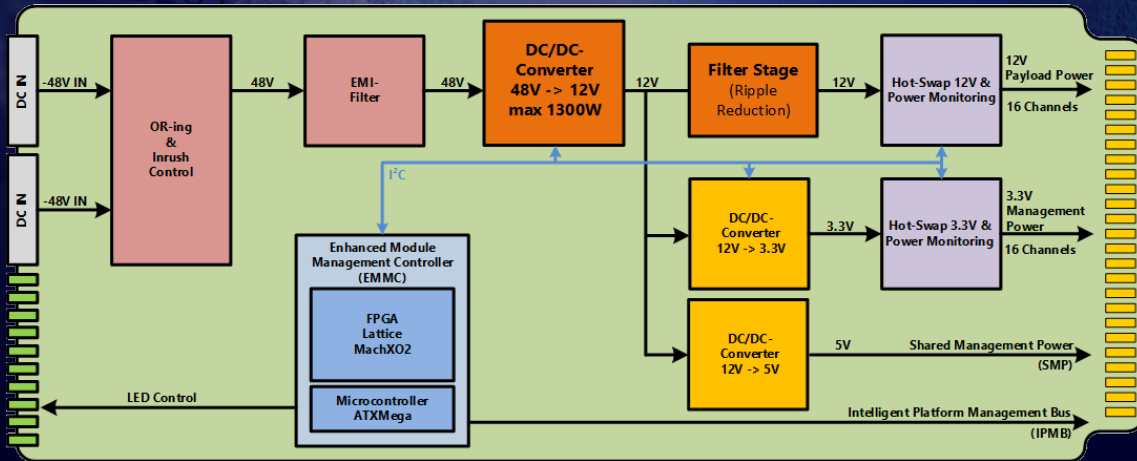 DC IN
-48V IN
DC IN
-48V IN
OR-ing
&
Inrush
Control
48V
EMI-
Filter
48V
DC/DC-
Converter
48V -> 12V
max 1300W
12V
Filter Stage
(Ripple
Reduction)
12V
Hot-Swap 12V &
Power Monitoring
12V
Payload Power
16 Channels
I²C
DC/DC-
Converter
12V -> 3.3V
3.3V
Hot-Swap 3.3V &
Power Monitoring
3.3V
Management
Power
16 Channels
Enhanced Module
Management Controller
(EMMC)
FPGA
Lattice
MachXO2
Microcontroller
ATXMega
DC/DC-
Converter
12V -> 5V
5V
Shared Management Power
(SMP)
LED Control
Intelligent Platform Management Bus
(IPMB)